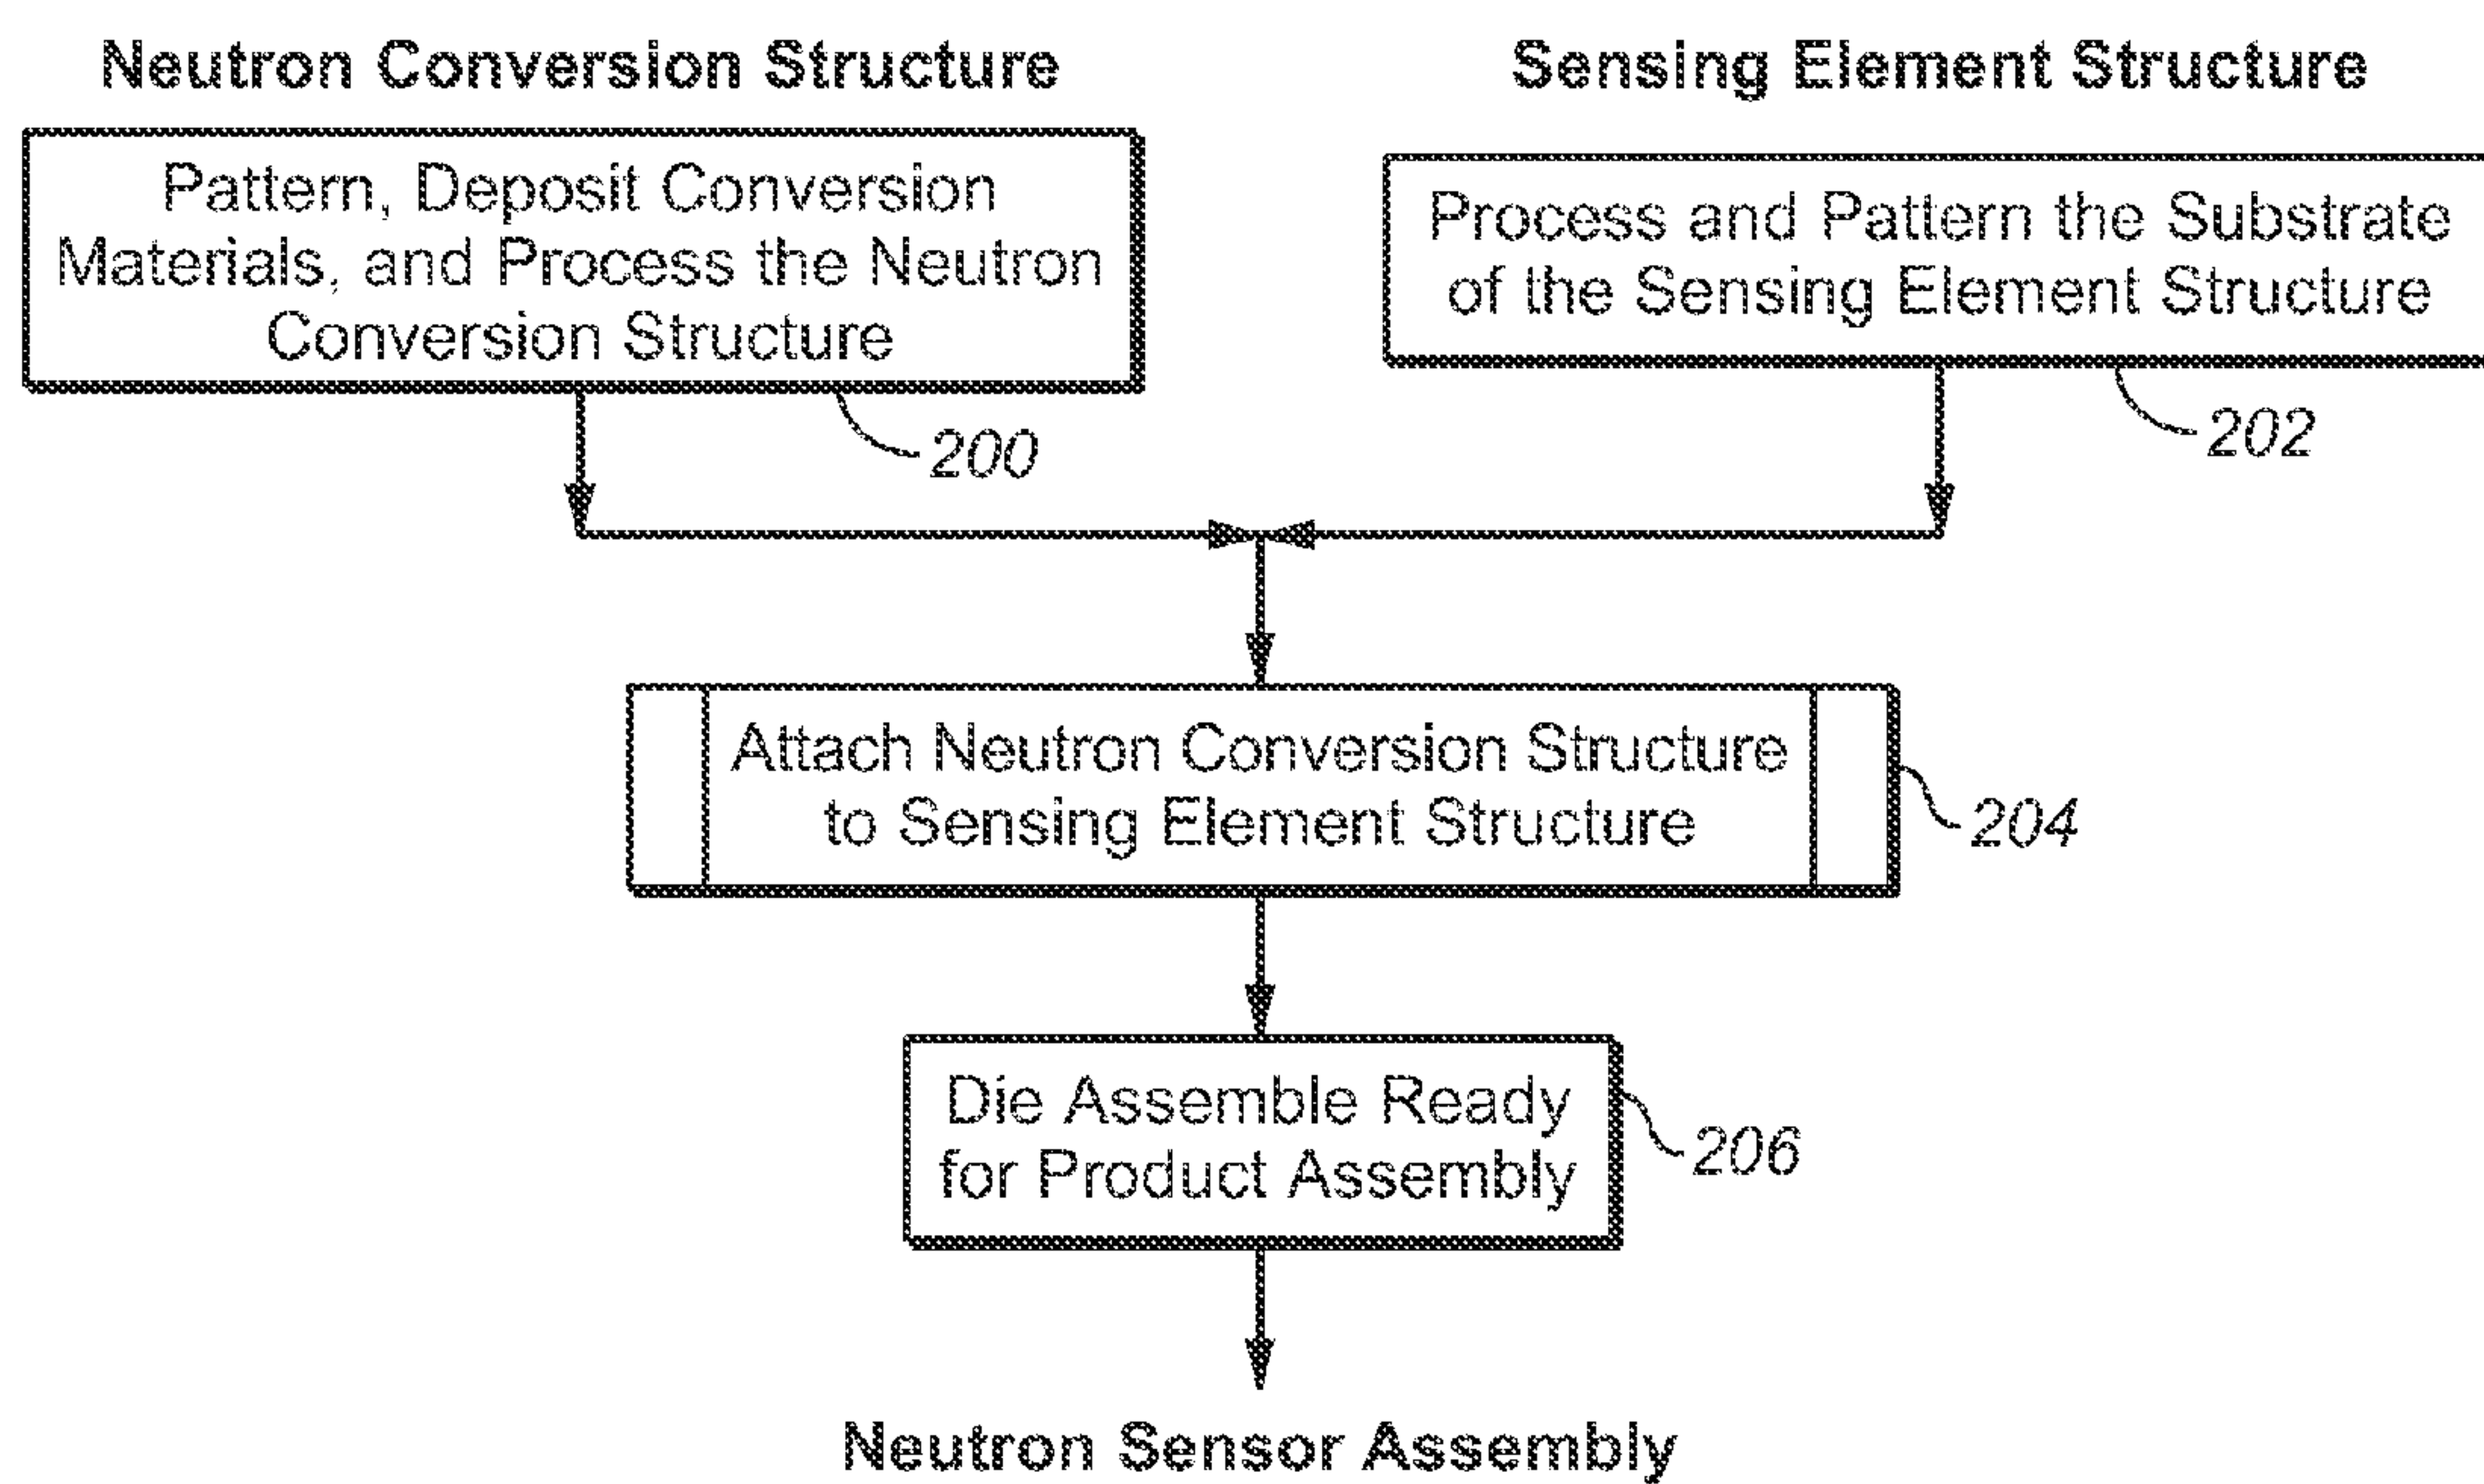 Neutron Conversion Structure
Pattern, Deposit Conversion
Materials, and Process the Neutron
Conversion Structure
200
Sensing Element Structure
Process and Pattern the Substrate
of the Sensing Element Structure
202
Attach Neutron Conversion Structure
to Sensing Element Structure
204
Die Assemble Ready
for Product Assembly
206
Neutron Sensor Assembly